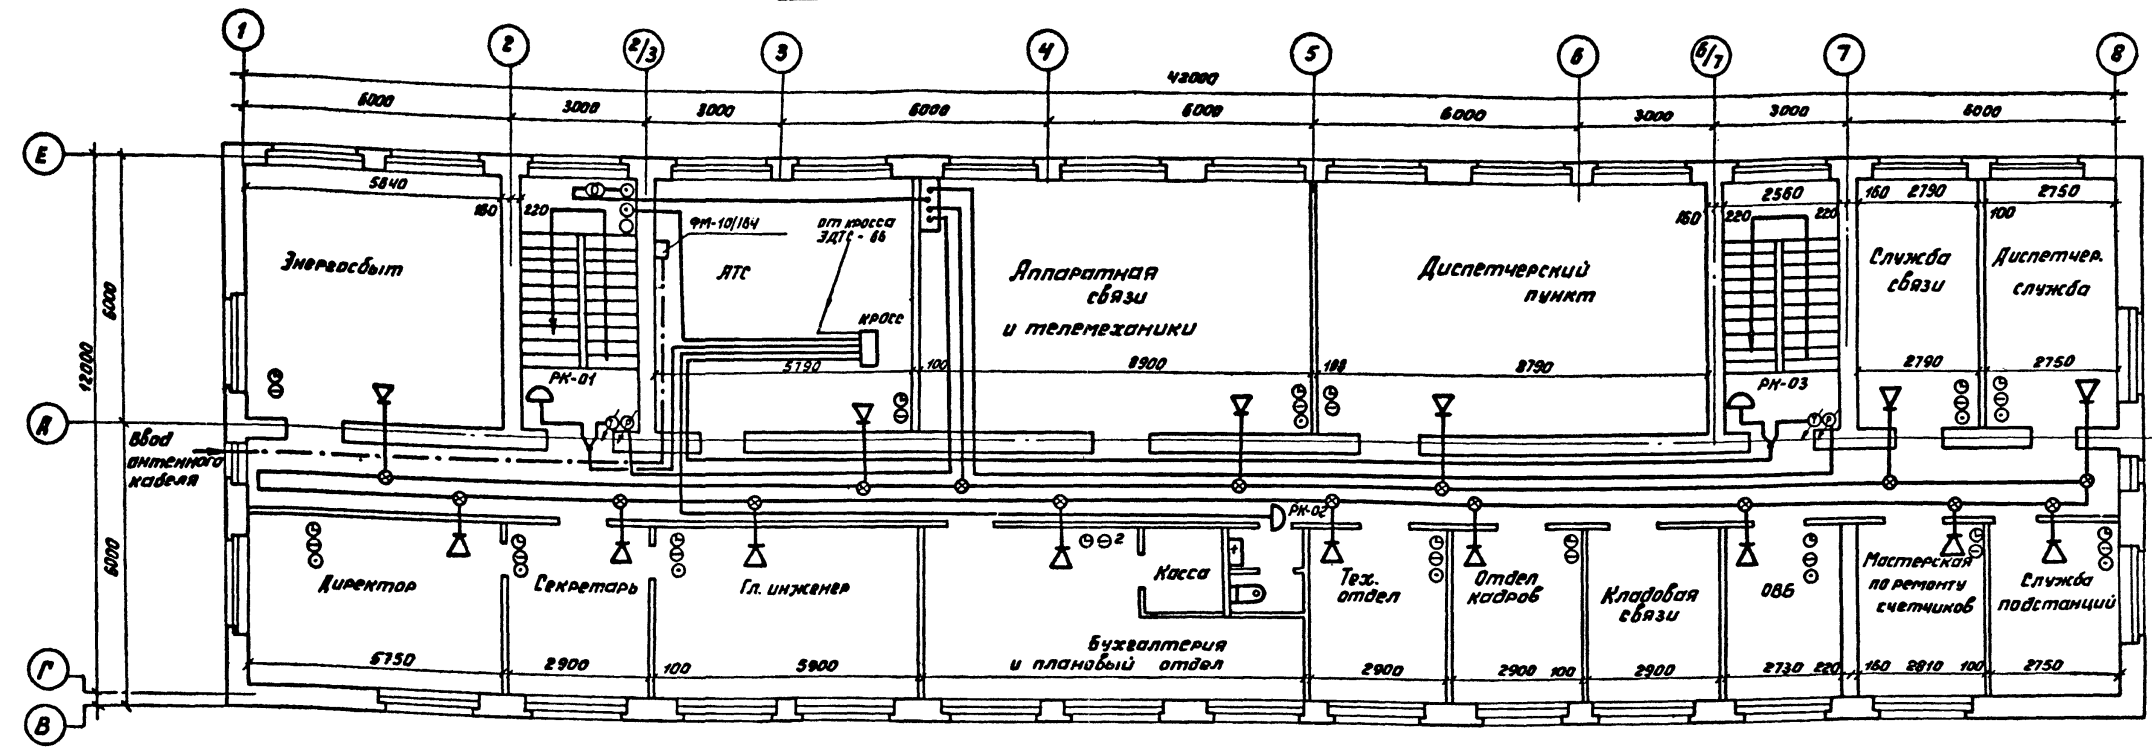 1 2 2/3 3 4 5 6 6/7 7 8
42000
6000 3000 3000 6000 6000 6000 3000 3000 6000
Е
5840
160 220
2560
160 220 220
160 2790 2750
100
ФМ-10/184
от кросса
ЭДТС-66
Энергосбыт
АТС
Аппаратная
связи
и телемеханики
Диспетчерский
пункт
Служба
связи
Диспетчер.
служба
кросс
6000
12000
6000
5790 100 8900 8790 2790 2750
РК-01
РК-03
Д
Ввод
антенного
кабеля
РК-02
2
Директор
Секретарь
Гл. инженер
Касса
Бухгалтерия
и плановый отдел
Тех.
отдел
Отдел
кадров
Кладовая
связи
ОВБ
Мастерская
по ремонту
счетчиков
Служба
подстанций
5750 2900 100 5900 2900 2900 100 2900 2730 220 160 2810 100 2750
Г
В